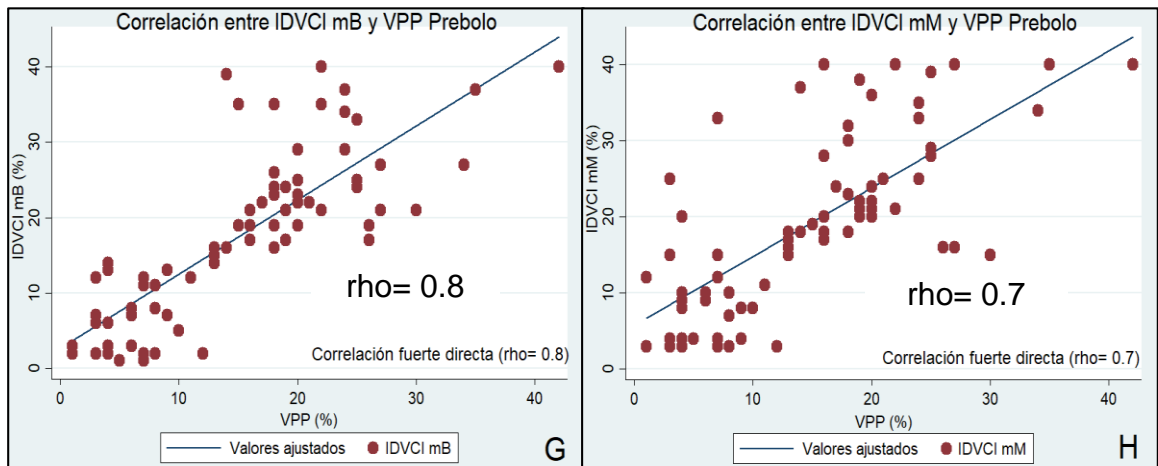 Correlación entre IDVCI mB y VPP Prebolo
IDVCI mB (%)
40
30
20
10
0
rho= 0.8
Correlación fuerte directa (rho= 0.8)
0 10 20 30 40
VPP (%)
Valores ajustados IDVCI mB
G
Correlación entre IDVCI mM y VPP Prebolo
IDVCI mM (%)
40
30
20
10
0
rho= 0.7
Correlación fuerte directa (rho= 0.7)
0 10 20 30 40
VPP (%)
Valores ajustados IDVCI mM
H